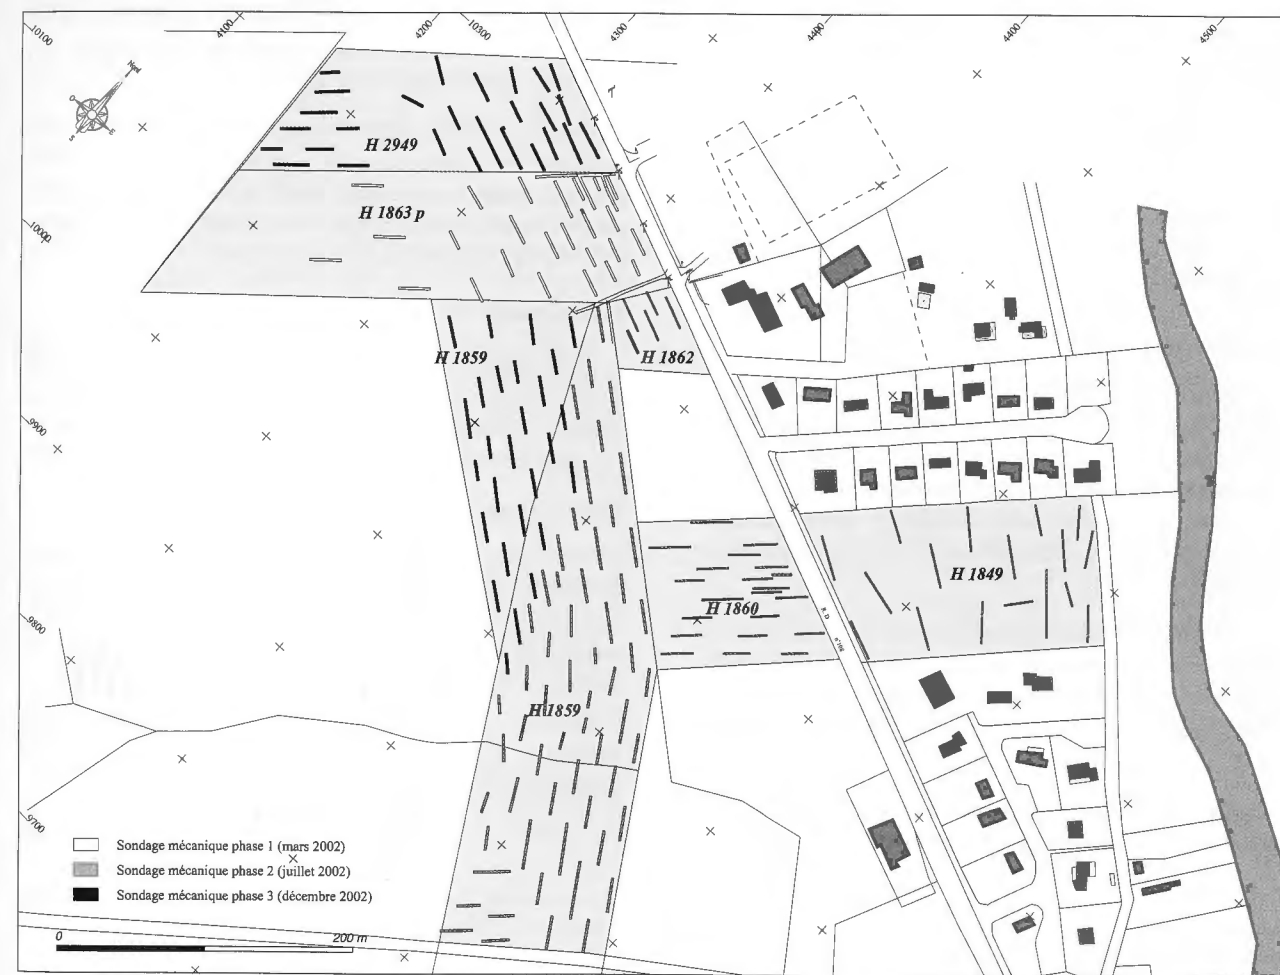 10100
4100
4200
10300
4300
4400
4400
4500
Nord
O
E
S
H 2949
H 1863 p
10000
H 1859
H 1862
9900
H 1849
H 1860
R.D
9800
H 1859
9700
Sondage mécanique phase 1 (mars 2002)
Sondage mécanique phase 2 (juillet 2002)
Sondage mécanique phase 3 (décembre 2002)
0
200 m